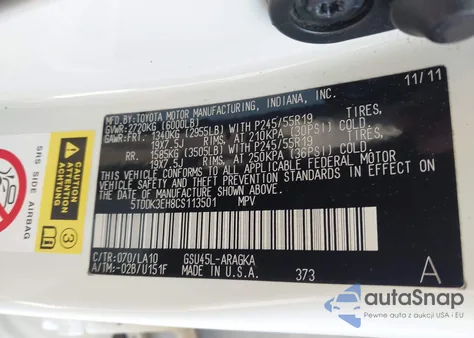 11/11
MFD. BY: TOYOTA MOTOR MANUFACTURING, INDIANA, INC.
GVWR: 2720KG (6000LB)
GAWR: FRT. 1340KG (2955LB) WITH P245/55R19 TIRES,
19X7.5J RIMS, AT 210KPA (30PSI) COLD.
RR. 1585KG (3505LB) WITH P245/55R19 TIRES,
19X7.5J RIMS, AT 250KPA (36PSI) COLD.
THIS VEHICLE CONFORMS TO ALL APPLICABLE FEDERAL MOTOR
VEHICLE SAFETY AND THEFT PREVENTION STANDARDS IN EFFECT
ON THE DATE OF MANUFACTURE SHOWN ABOVE.
5TDDK3EH8CS113501 MPV
C/TR: 070/LA10 GSU45L-ARAGKA
A/TM: -02B/U151F MADE IN U.S.A. 373 A
SRS SIDE AIRBAG
CAUTION
ACHTUNG
3
autaSnap
Pewne auta z aukcji USA i EU